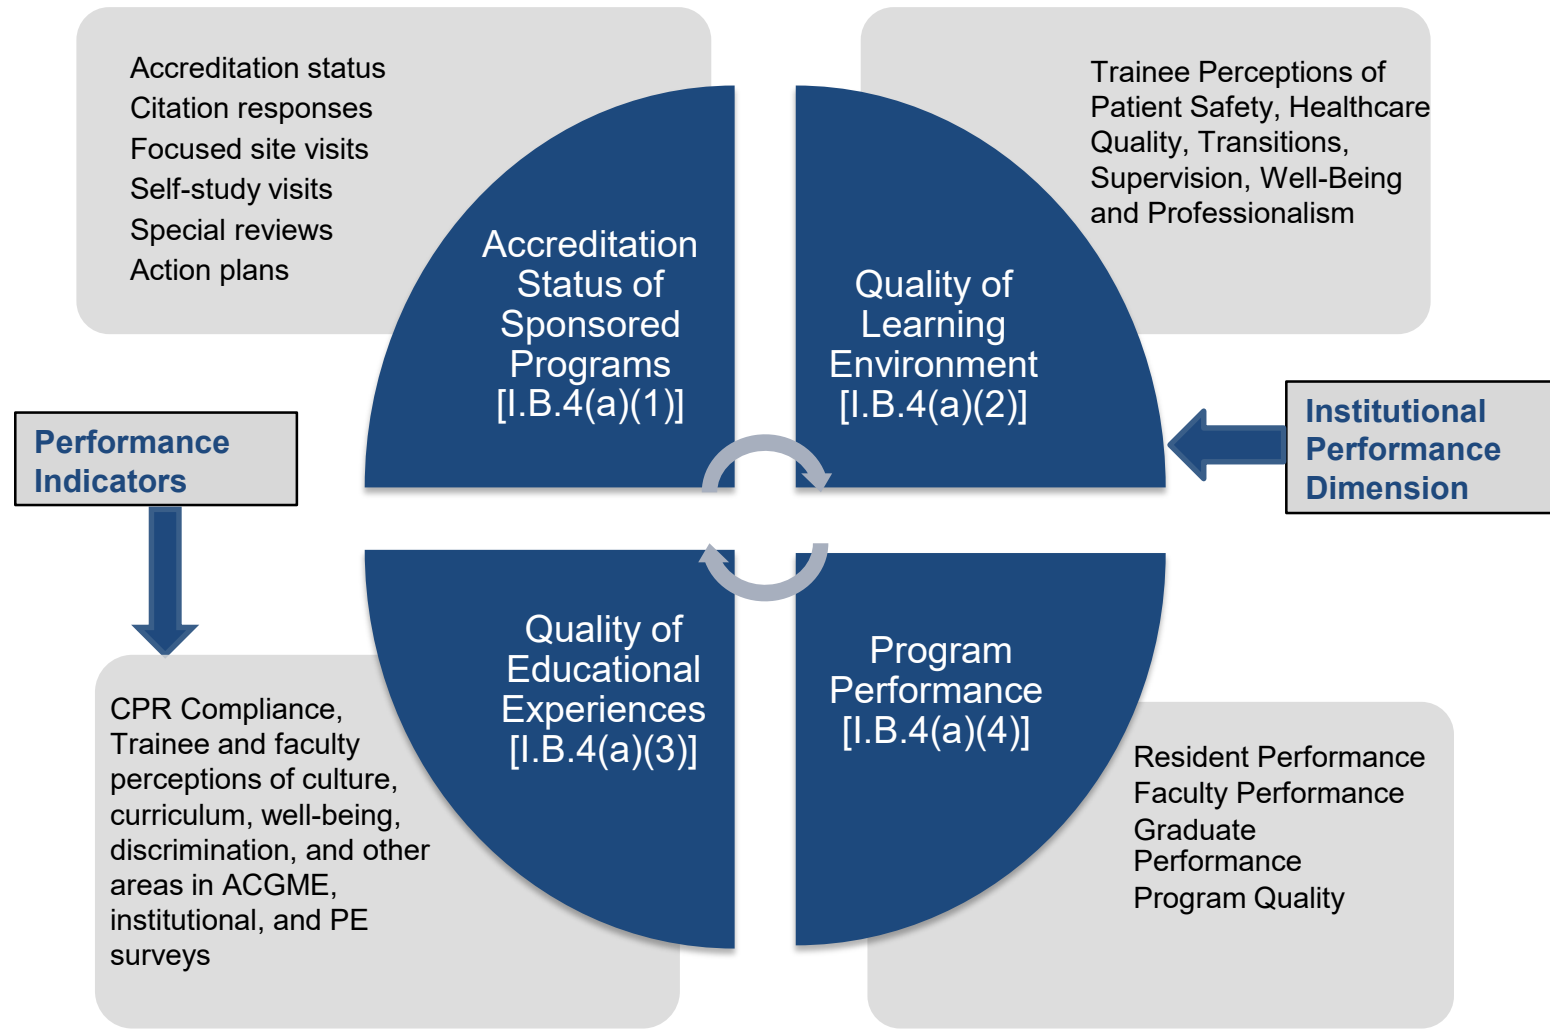 Accreditation status
Citation responses
Focused site visits
Self-study visits
Special reviews
Action plans
Trainee Perceptions of
Patient Safety, Healthcare
Quality, Transitions,
Supervision, Well-Being
and Professionalism
Accreditation
Status of
Sponsored
Programs
[I.B.4(a)(1)]
Quality of
Learning
Environment
[I.B.4(a)(2)]
Performance
Indicators
Institutional
Performance
Dimension
Quality of
Educational
Experiences
[I.B.4(a)(3)]
Program
Performance
[I.B.4(a)(4)]
CPR Compliance,
Trainee and faculty
perceptions of culture,
curriculum, well-being,
discrimination, and other
areas in ACGME,
institutional, and PE
surveys
Resident Performance
Faculty Performance
Graduate
Performance
Program Quality